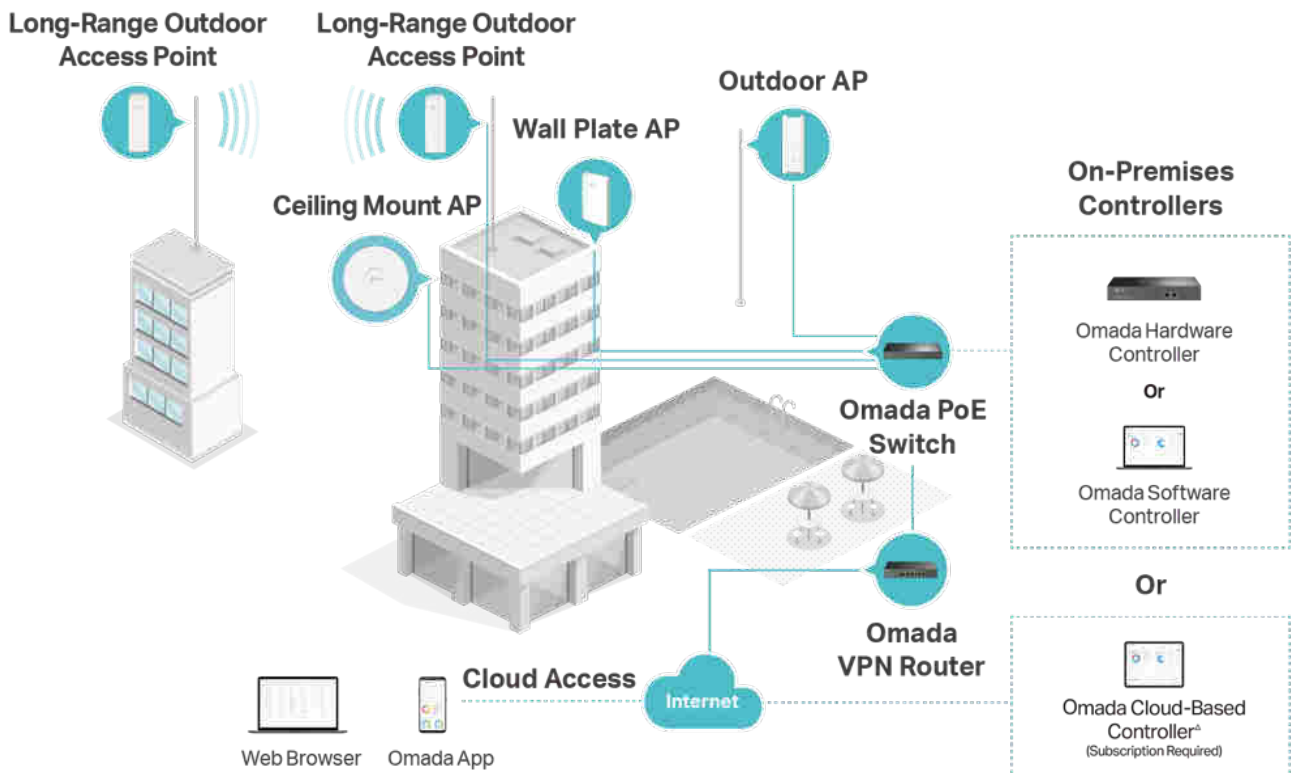 Long-Range Outdoor
Access Point
Long-Range Outdoor
Access Point
Outdoor AP
Wall Plate AP
Ceiling Mount AP
On-Premises
Controllers
Omada Hardware
Controller
Or
Omada Software
Controller
Omada PoE
Switch
Or
Omada
VPN Router
Cloud Access
Internet
Web Browser
Omada App
Omada Cloud-Based
Controller△
(Subscription Required)